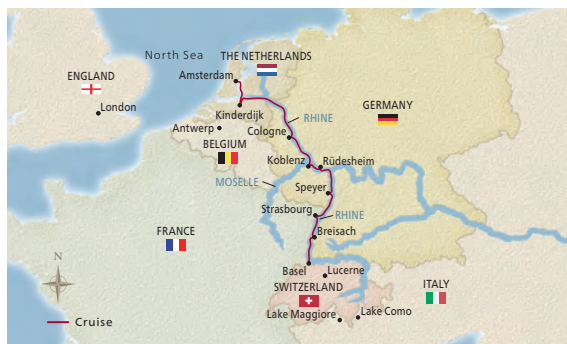 North Sea
THE NETHERLANDS
Amsterdam
ENGLAND
London
Kinderdijk
GERMANY
RHINE
Antwerp
Cologne
BELGIUM
Koblenz
Rüdesheim
MOSELLE
Speyer
Strasbourg
RHINE
FRANCE
Breisach
N
Basel
Lucerne
SWITZERLAND
ITALY
Lake Maggiore
Lake Como
Cruise